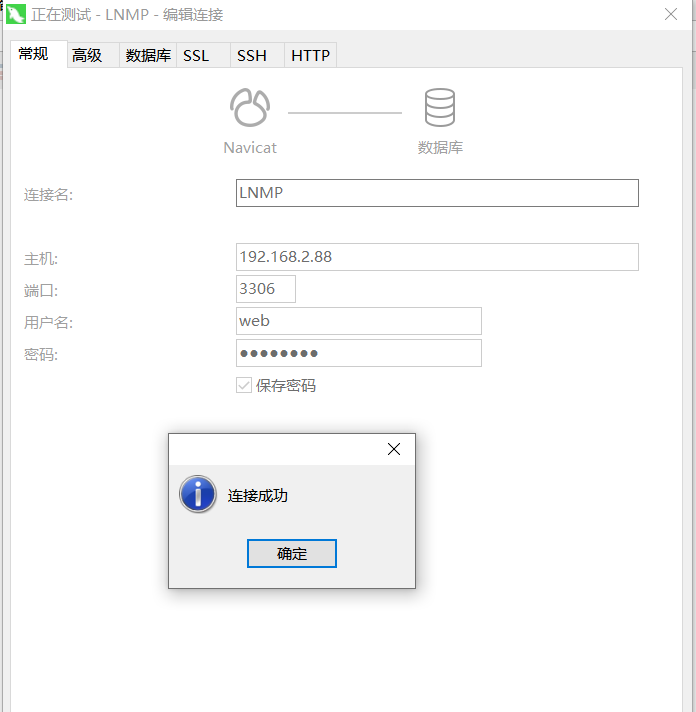 正在测试 - LNMP - 编辑连接
常规 高级 数据库 SSL SSH HTTP
Navicat 数据库
连接名: LNMP
主机: 192.168.2.88
端口: 3306
用户名: web
密码: ●●●●●●●●
保存密码
连接成功
确定